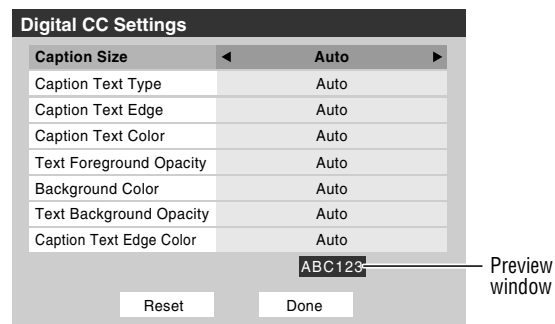 Digital CC Settings
Caption Size Auto
Caption Text Type Auto
Caption Text Edge Auto
Caption Text Color Auto
Text Foreground Opacity Auto
Background Color Auto
Text Background Opacity Auto
Caption Text Edge Color Auto
ABC123
Preview
window
Reset Done